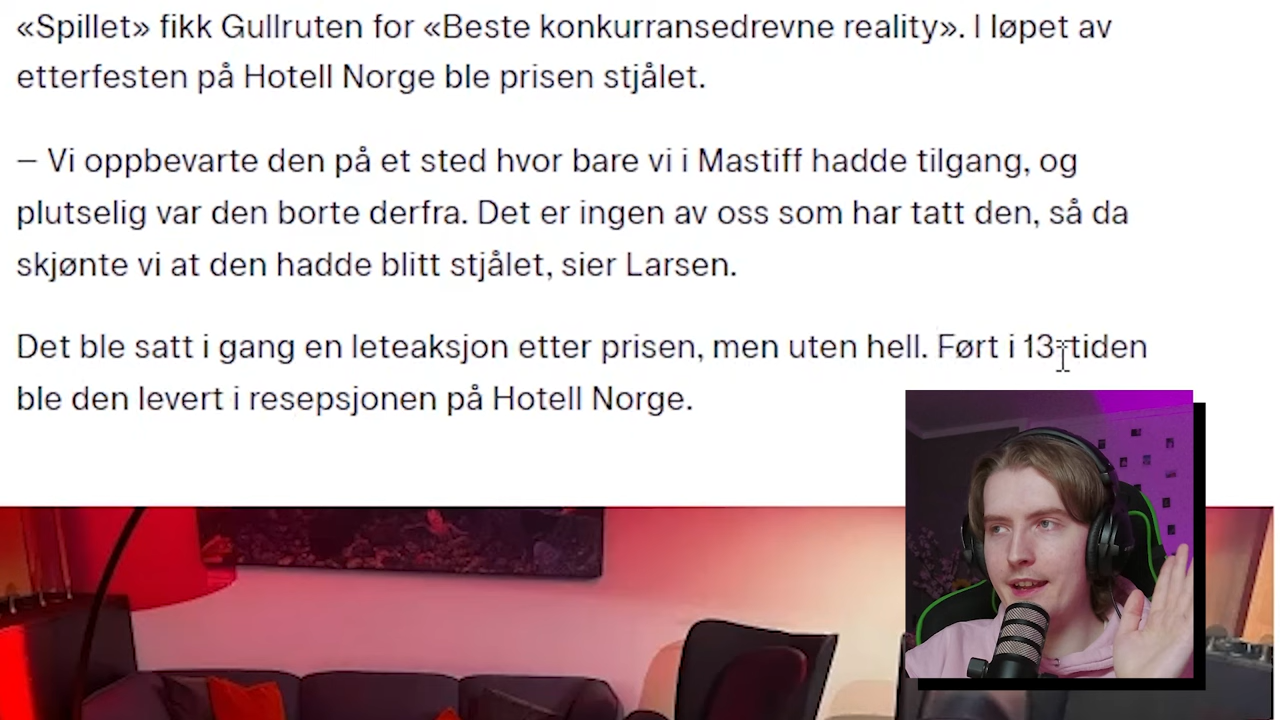 «Spillet» fikk Gullruten for «Beste konkurransedrevne reality». I løpet av
etterfesten på Hotell Norge ble prisen stjålet.
– Vi oppbevarte den på et sted hvor bare vi i Mastiff hadde tilgang, og
plutselig var den borte derfra. Det er ingen av oss som har tatt den, så da
skjønte vi at den hadde blitt stjålet, sier Larsen.
Det ble satt i gang en leteaksjon etter prisen, men uten hell. Ført i 13-tiden
ble den levert i resepsjonen på Hotell Norge.